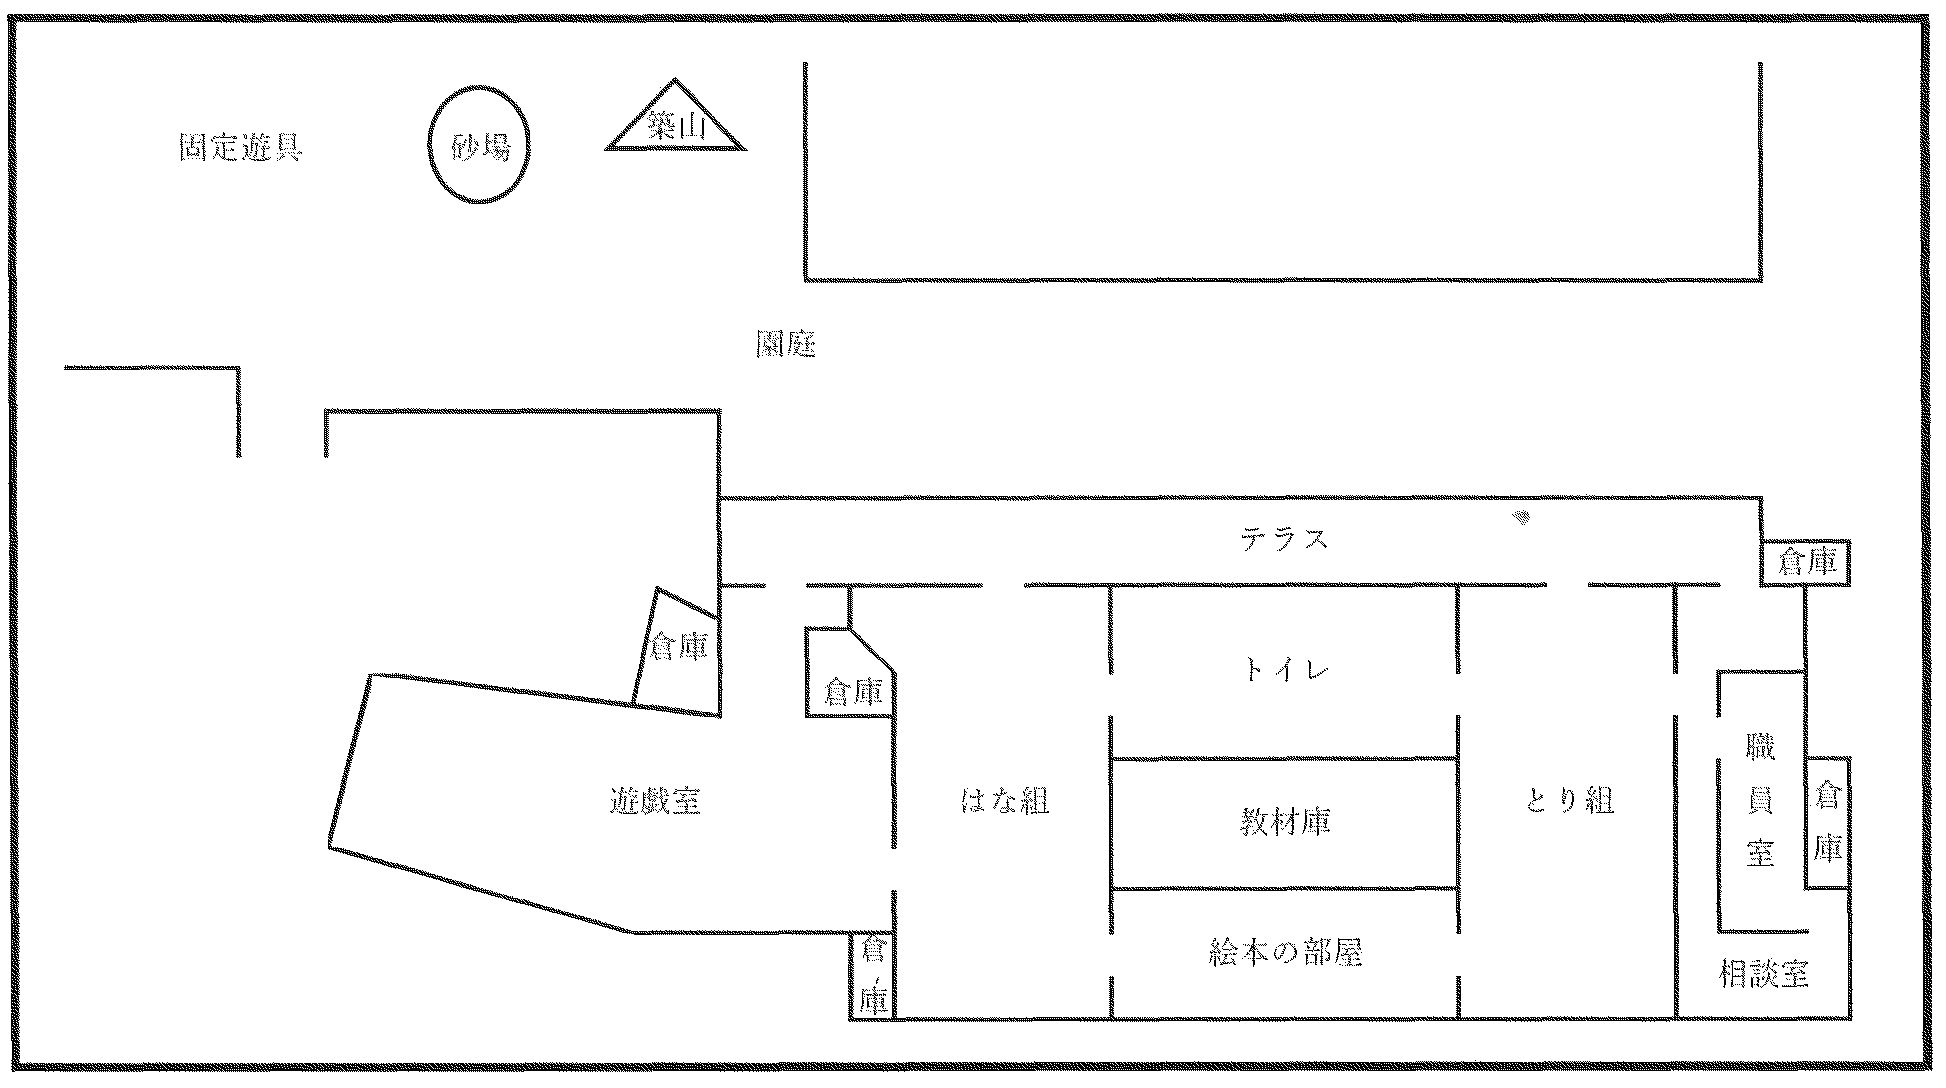 固定遊具
砂場
築山
園庭
テラス
倉庫
倉庫
倉庫
トイレ
遊戯室
はな組
教材庫
とり組
職員室
倉庫
倉庫
絵本の部屋
相談室